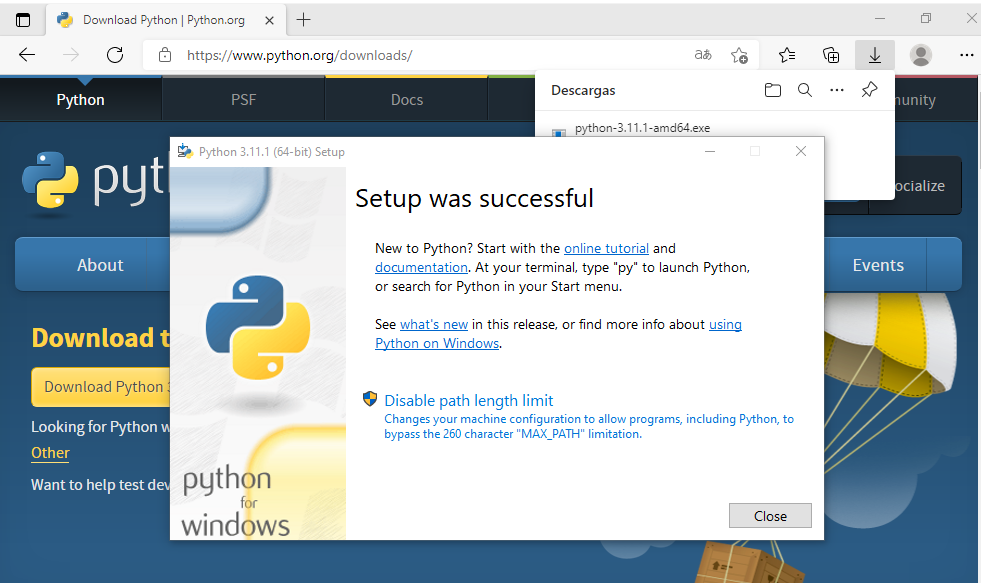 Download Python | Python.org
https://www.python.org/downloads/
Python
PSF
Docs
Descargas
python-3.11.1-amd64.exe
Python 3.11.1 (64-bit) Setup
Setup was successful
New to Python? Start with the online tutorial and
documentation. At your terminal, type "py" to launch Python,
or search for Python in your Start menu.
See what's new in this release, or find more info about using
Python on Windows.
Disable path length limit
Changes your machine configuration to allow programs, including Python, to
bypass the 260 character "MAX_PATH" limitation.
python
for
windows
Close
pyt
ocialize
About
Events
Download t
Download Python
Looking for Python w
Other
Want to help test dev